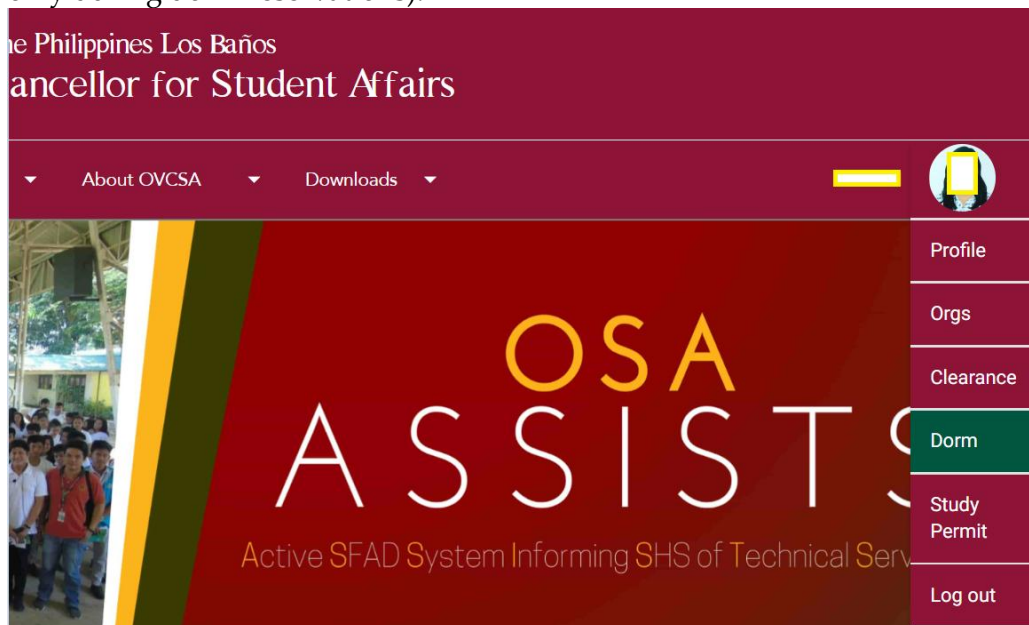 he Philippines Los Baños
ancellor for Student Affairs
About OVCSA Downloads
Profile
Orgs
Clearance
Dorm
Study
Permit
Log out
OSA
ASSISTS
Active SFAD System Informing SHS of Technical Serv